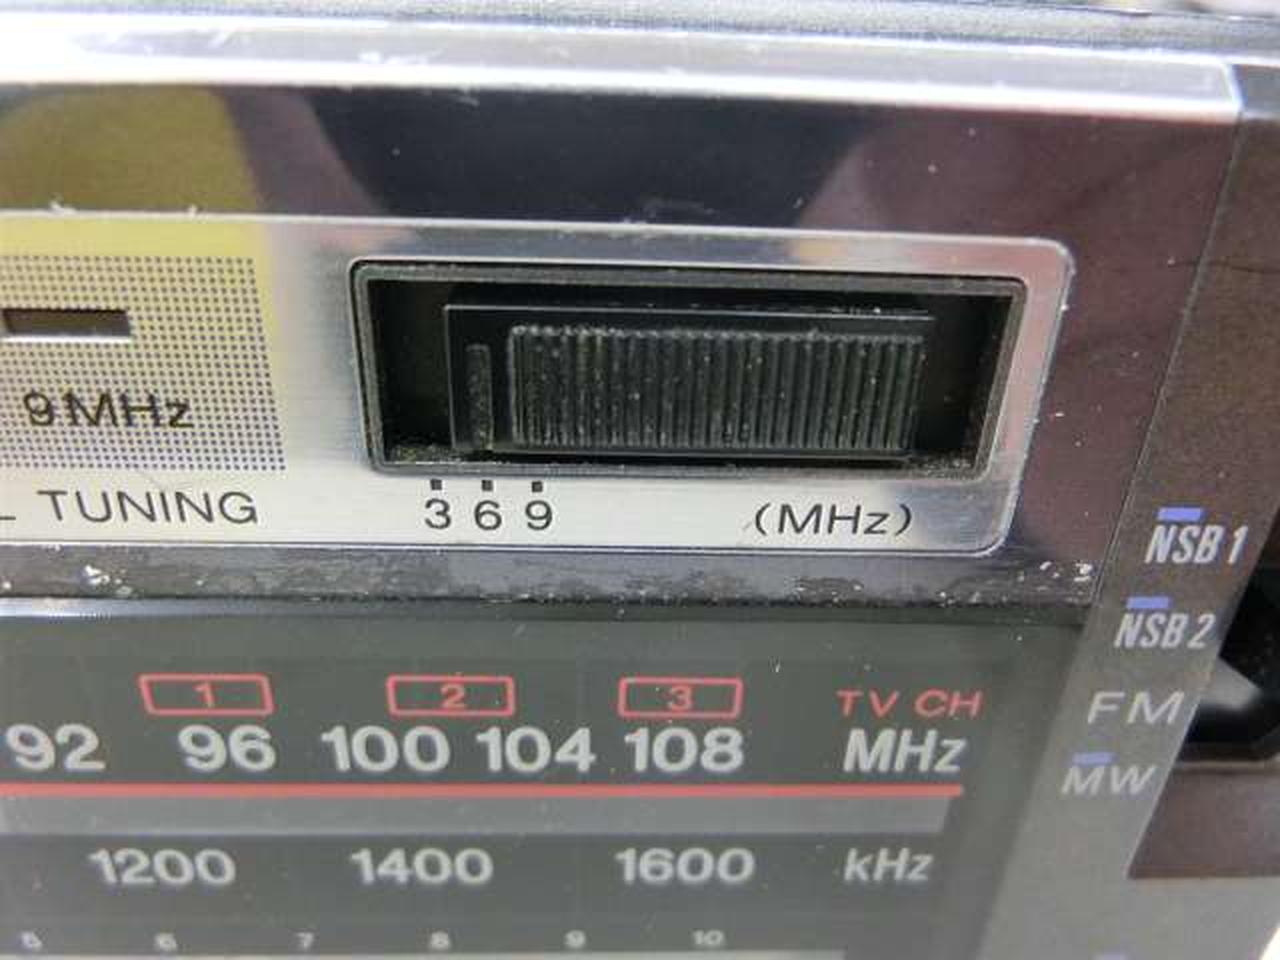 9MHz
TUNING
3 6 9 (MHz)
NSB 1
NSB 2
FM
MW
1 2 3 TV CH
92 96 100 104 108 MHz
1200 1400 1600 kHz
5 6 7 8 9 10